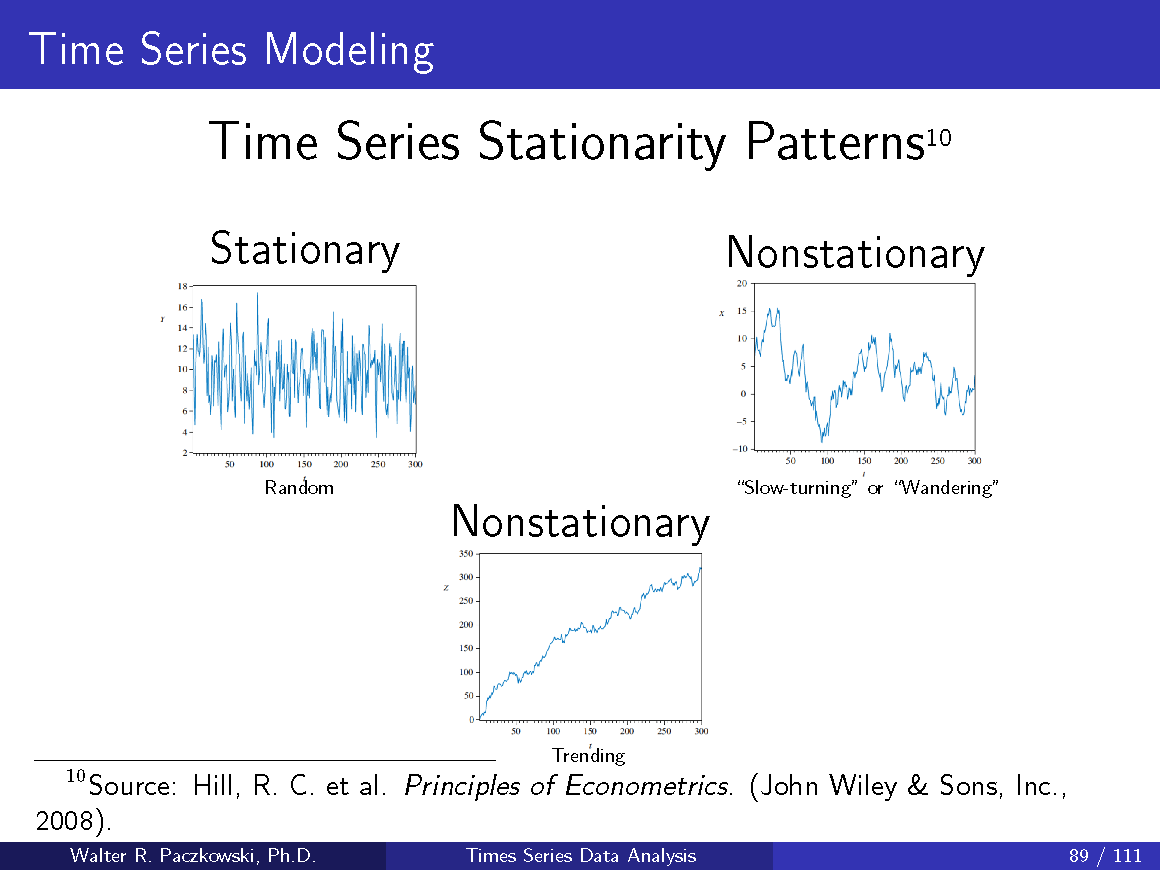 Time Series Modeling
Time Series Stationarity Patterns10
Stationary
18
16
Y
14
12
10
8
6
4
2
50 100 150 200 250 300
t
Random
Nonstationary
20
X 15
10
5
0
−5
−10
50 100 150 200 250 300
t
“Slow-turning” or “Wandering”
Nonstationary
350
300
Z
250
200
150
100
50
0
50 100 150 200 250 300
t
Trending
10Source: Hill, R. C. et al. Principles of Econometrics. (John Wiley & Sons, Inc.,
2008).
Walter R. Paczkowski, Ph.D. Times Series Data Analysis 89 / 111